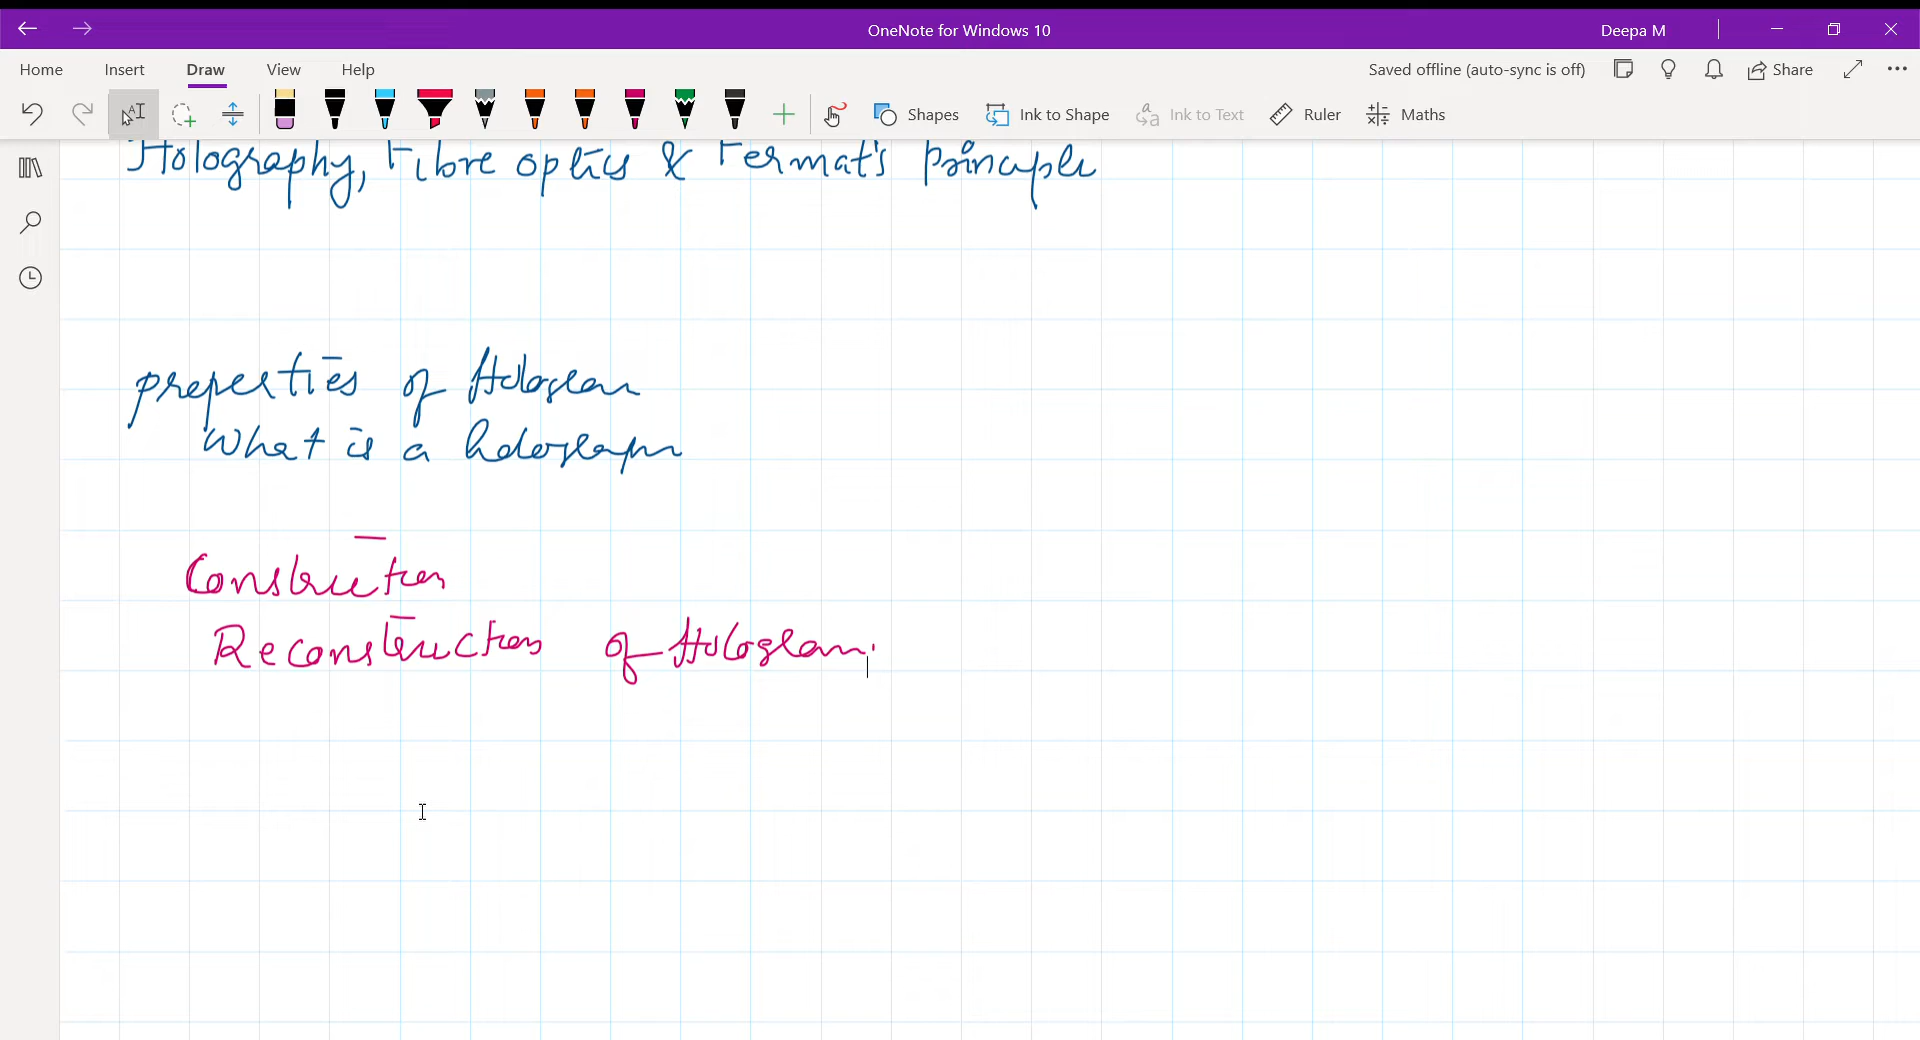 OneNote for Windows 10
Deepa M
Home Insert Draw View Help
Saved offline (auto-sync is off) Share
Shapes Ink to Shape Ink to Text Ruler Maths
Holography, Fibre optics & Fermat's principle
properties of Hologram
What is a holograpm
Construction
Reconstruction of Hologram.